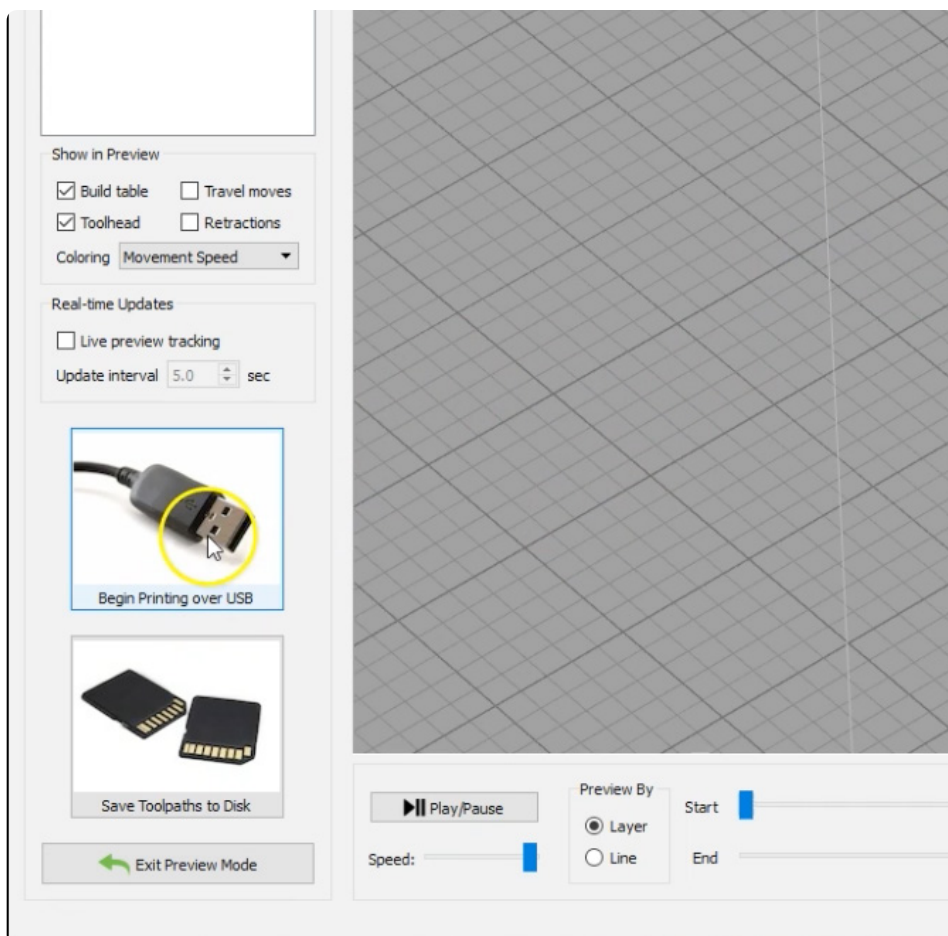 Show in Preview
Build table Travel moves
Toolhead Retractions
Coloring Movement Speed
Real-time Updates
Live preview tracking
Update interval 5.0 sec
Begin Printing over USB
Save Toolpaths to Disk
Exit Preview Mode
Play/Pause
Speed:
Preview By
Layer
Line
Start
End